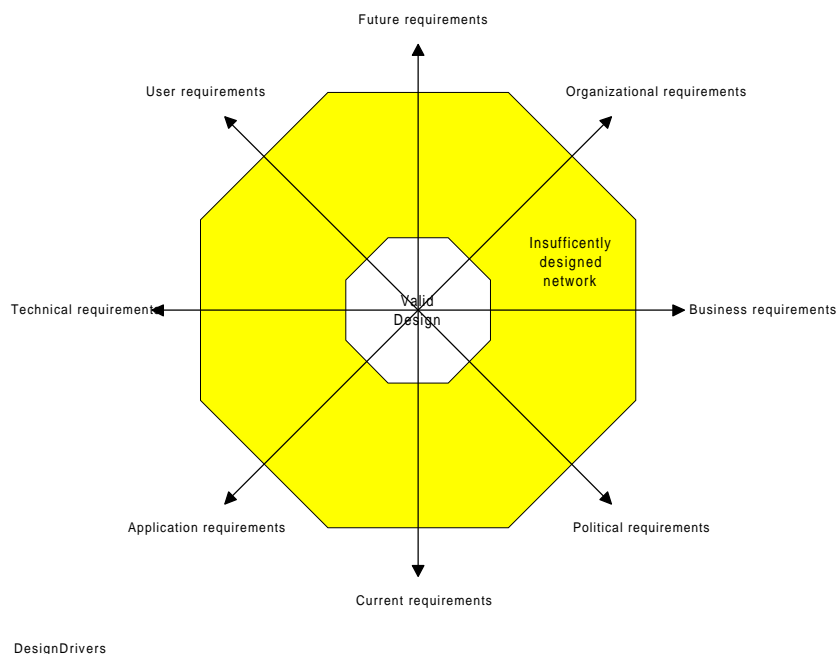 Future requirements
User requirements
Organizational requirements
Insufficently
designed
network
Valid
Design
Technical requirements
Business requirements
Application requirements
Political requirements
Current requirements
DesignDrivers